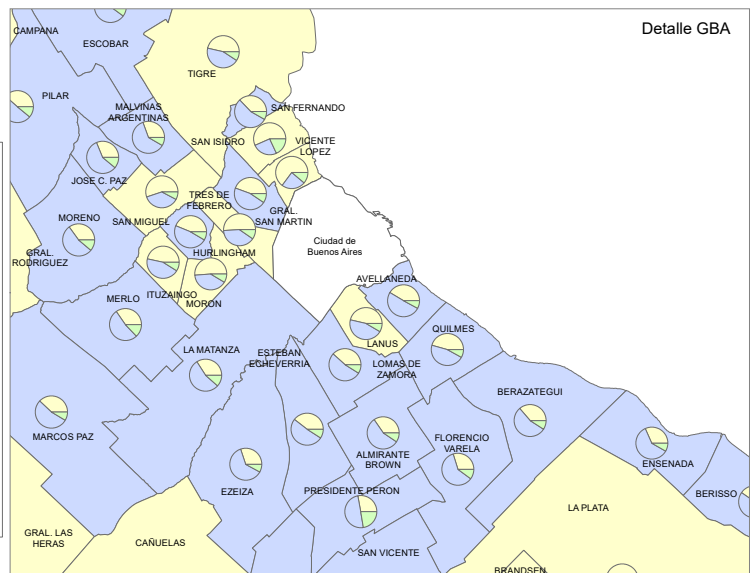 Detalle GBA
CAMPANA
ESCOBAR
TIGRE
PILAR
MALVINAS
ARGENTINAS
SAN FERNANDO
SAN ISIDRO
VICENTE
LOPEZ
JOSE C. PAZ
TRES DE
FEBRERO
MORENO
SAN MIGUEL
GRAL.
SAN MARTIN
GRAL.
RODRIGUEZ
HURLINGHAM
Ciudad de
Buenos Aires
ITUZAINGO
MORON
AVELLANEDA
MERLO
QUILMES
LANUS
LA MATANZA
ESTEBAN
ECHEVERRIA
LOMAS DE
ZAMORA
BERAZATEGUI
MARCOS PAZ
ALMIRANTE
BROWN
FLORENCIO
VARELA
ENSENADA
EZEIZA
PRESIDENTE PERON
BERISSO
LA PLATA
GRAL. LAS
HERAS
CAÑUELAS
SAN VICENTE
BRANDSEN